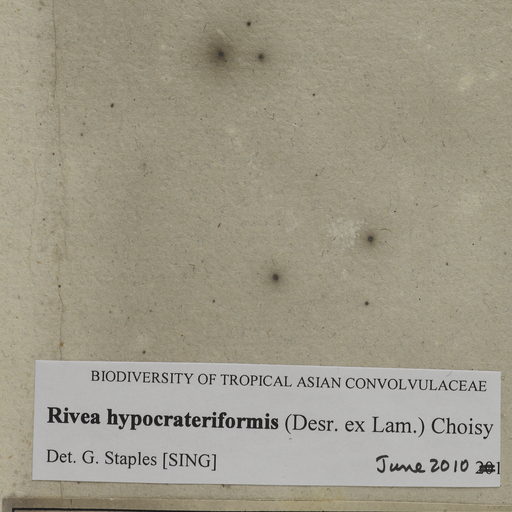 BIODIVERSITY OF TROPICAL ASIAN CONVOLVULACEAE
Rivea hypocrateriformis (Desr. ex Lam.) Choisy
Det. G. Staples [SING] June 2010